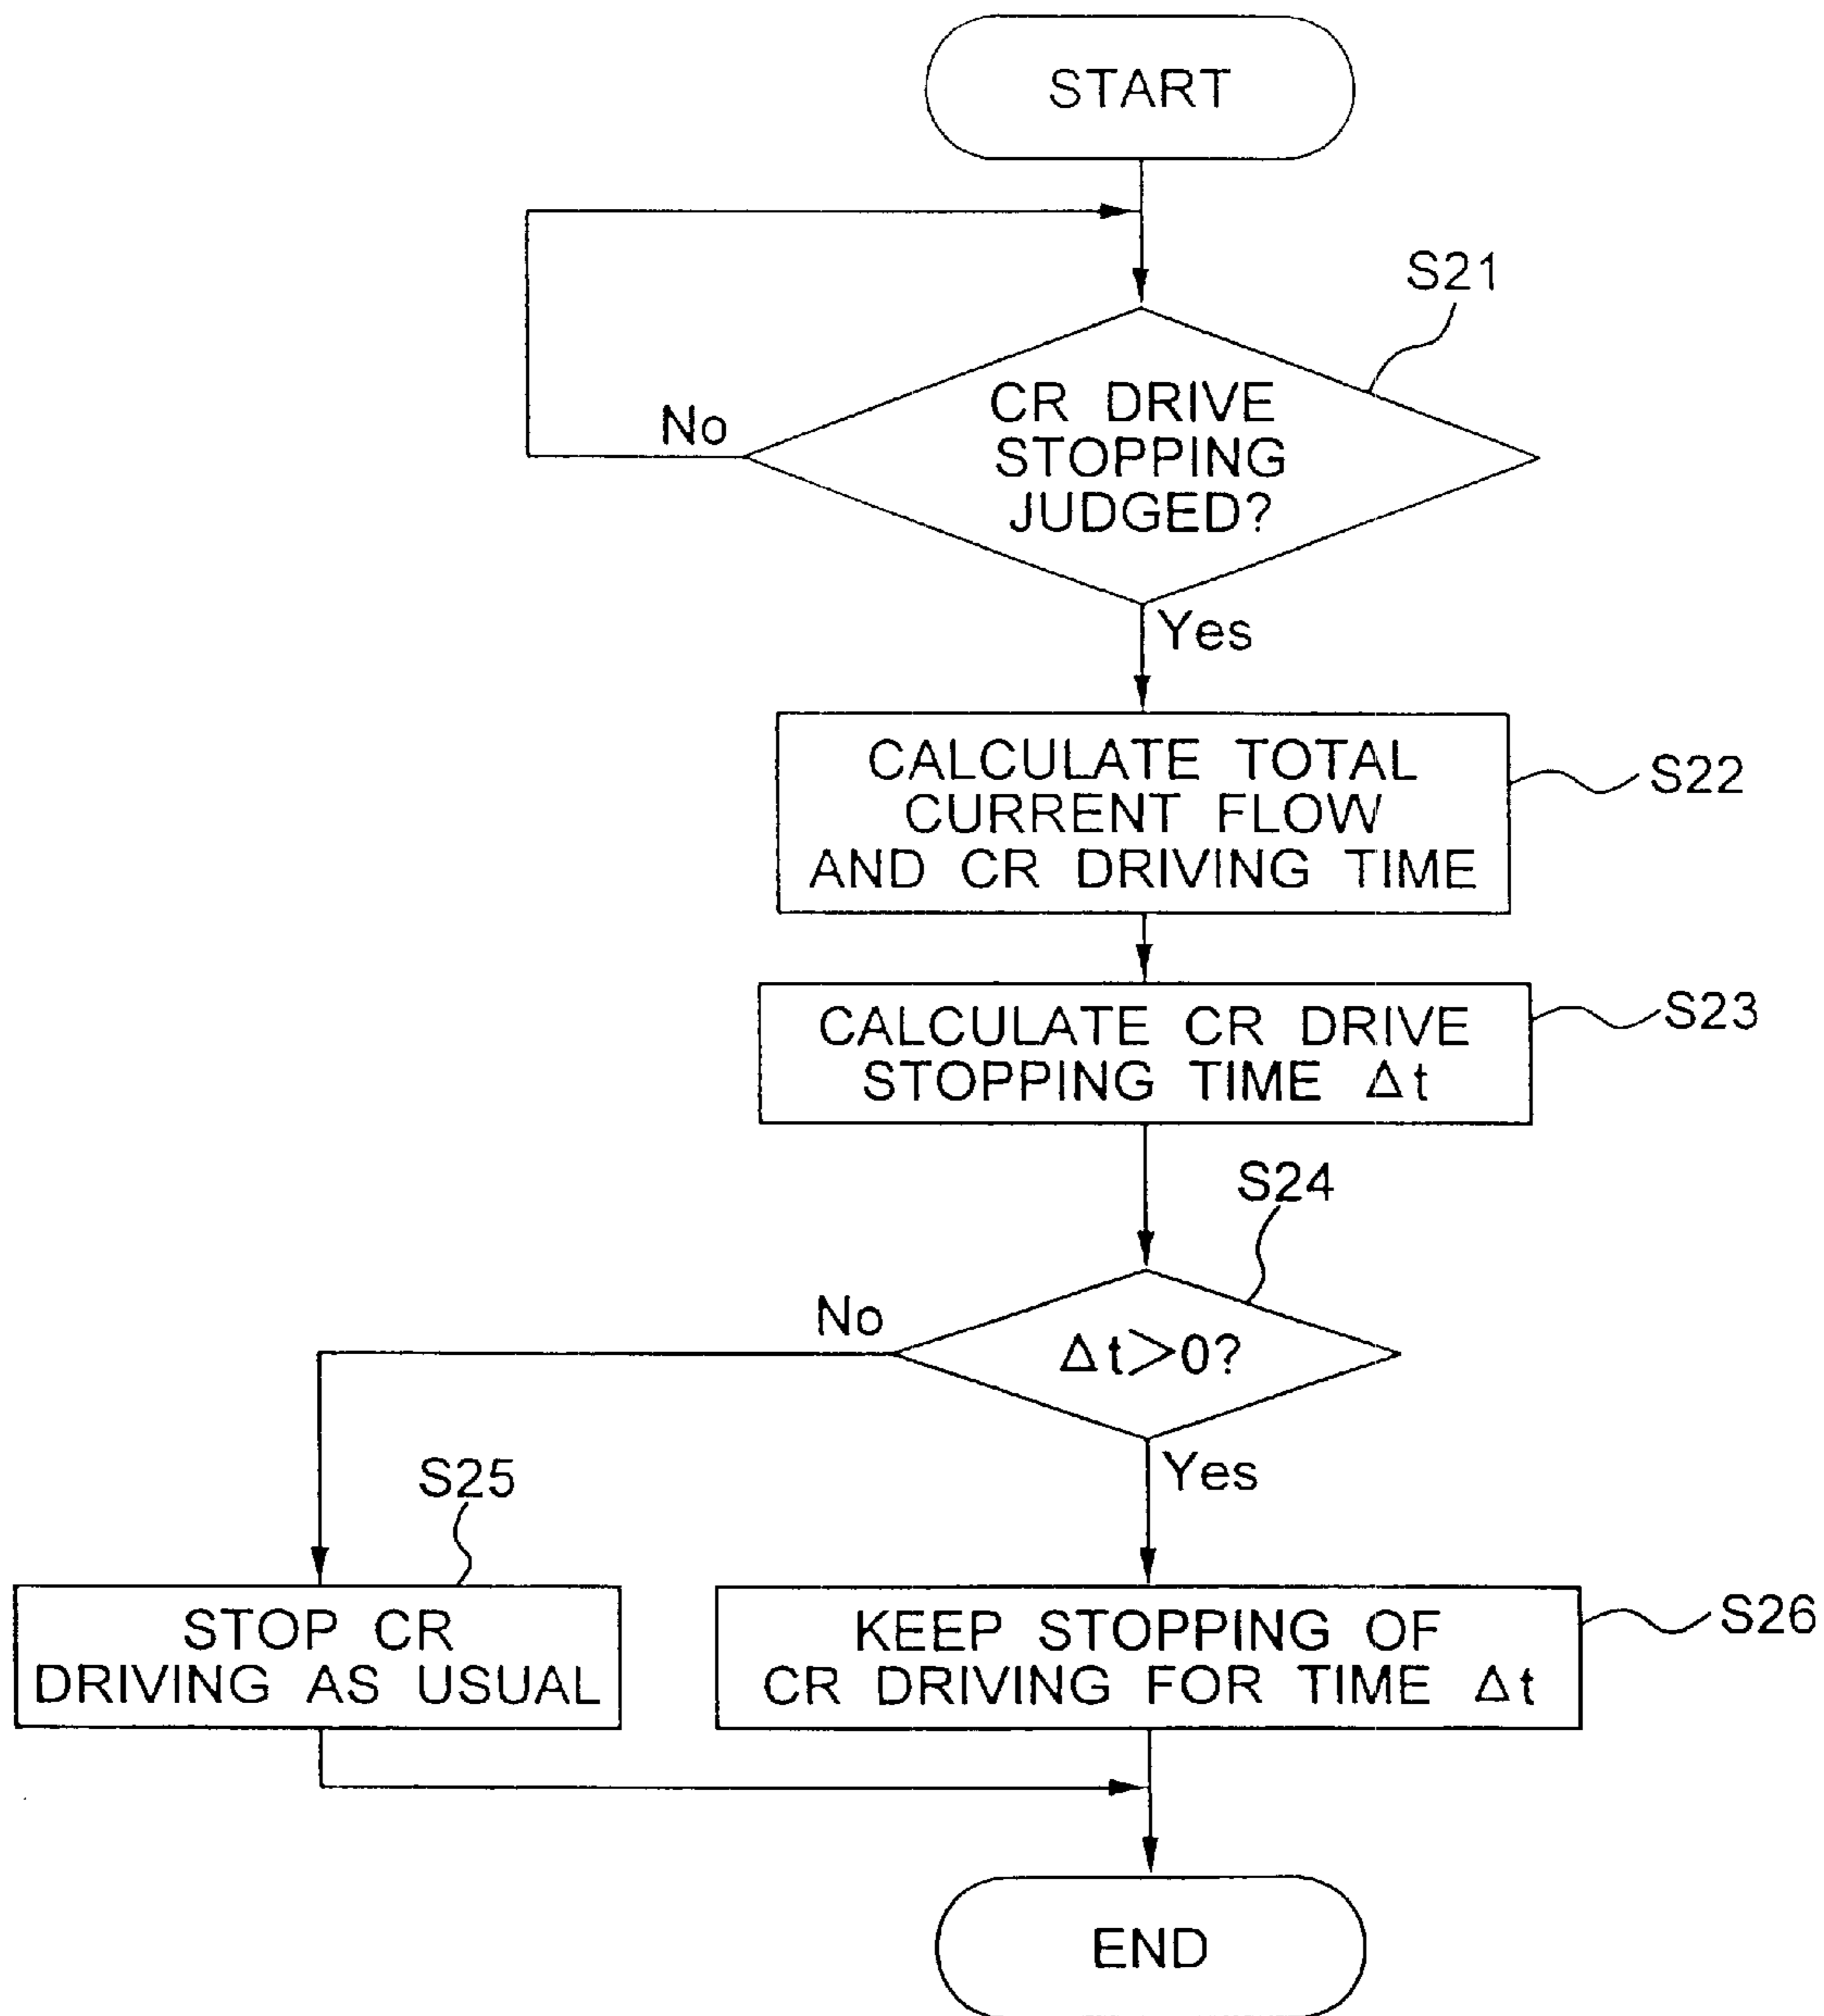 START
S21
CR DRIVE
STOPPING
JUDGED?
No
Yes
CALCULATE TOTAL
CURRENT FLOW
AND CR DRIVING TIME
S22
CALCULATE CR DRIVE
STOPPING TIME Δt
S23
S24
Δt>0?
No
Yes
S25
STOP CR
DRIVING AS USUAL
KEEP STOPPING OF
CR DRIVING FOR TIME Δt
S26
END